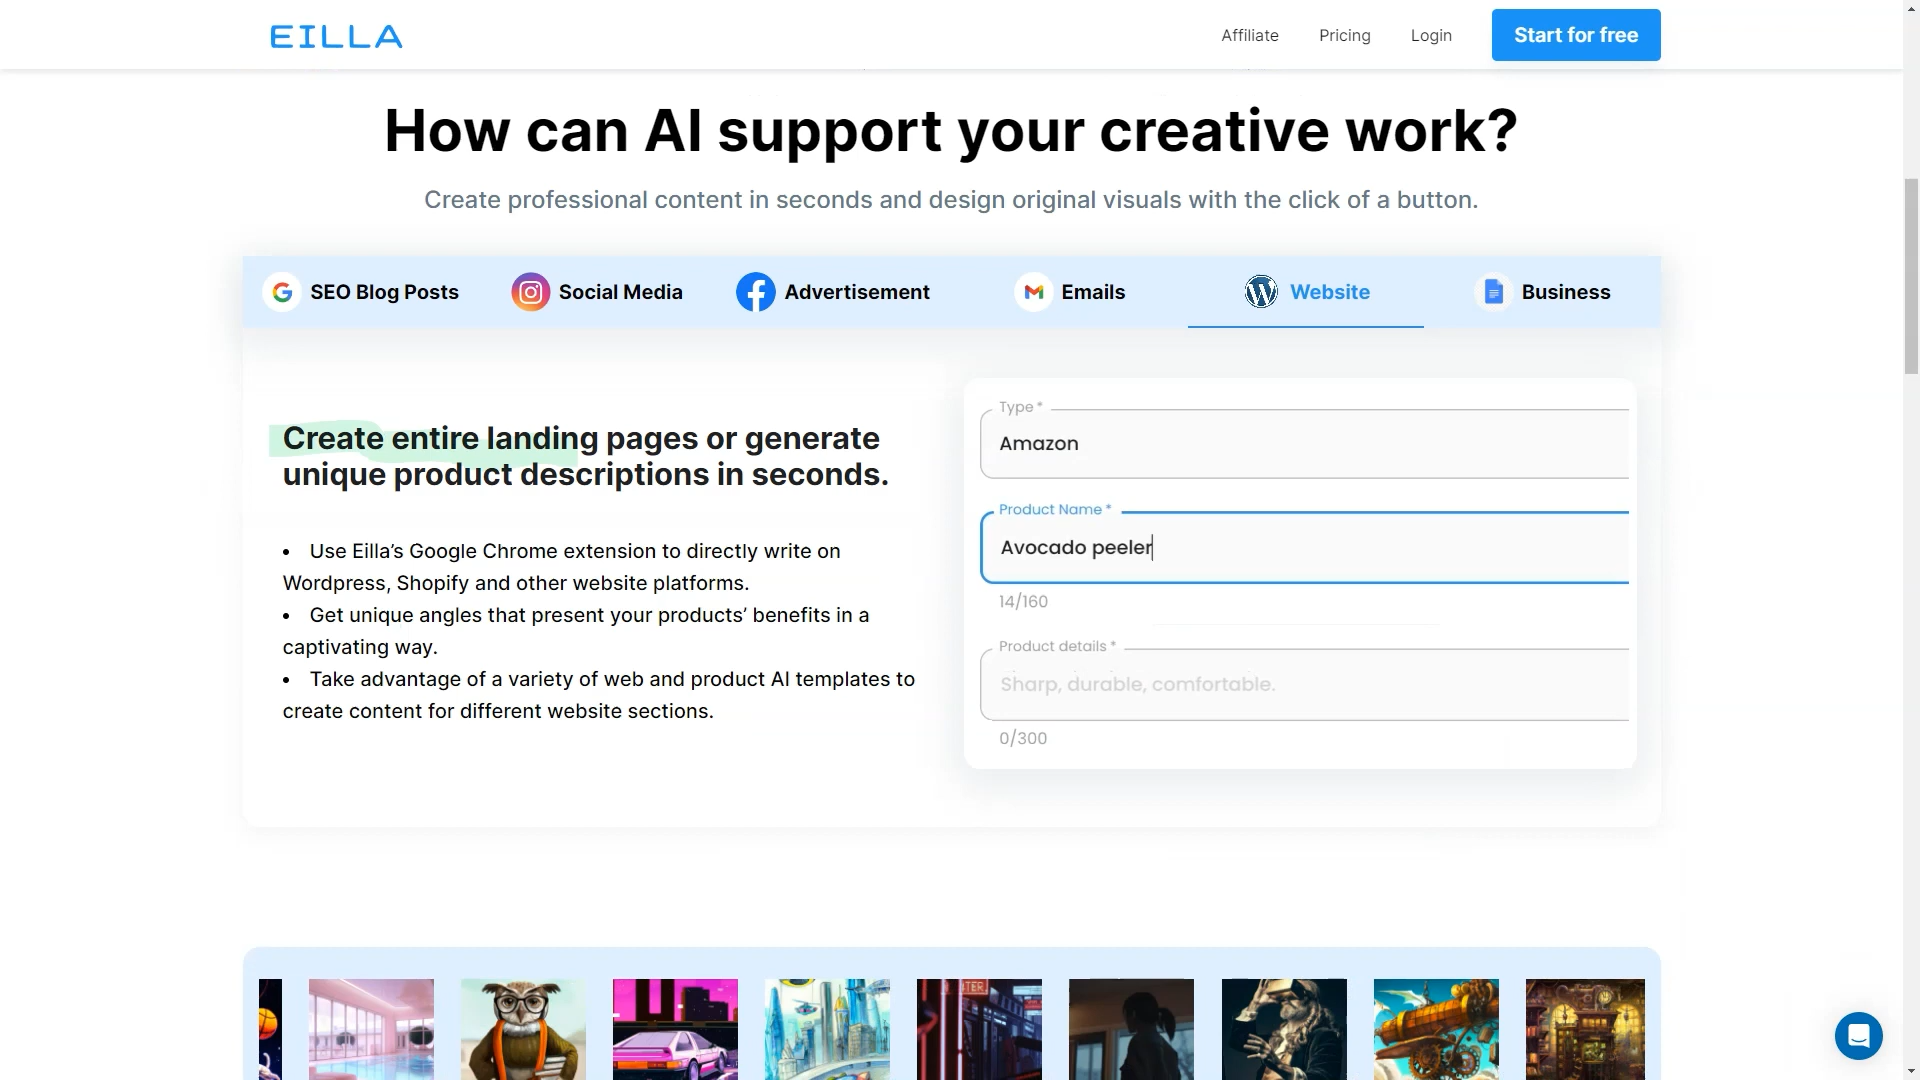 EILLA
Affiliate
Pricing
Login
Start for free
How can AI support your creative work?
Create professional content in seconds and design original visuals with the click of a button.
SEO Blog Posts
Social Media
Advertisement
Emails
Website
Business
Create entire landing pages or generate
unique product descriptions in seconds.
• Use Eilla’s Google Chrome extension to directly write on
Wordpress, Shopify and other website platforms.
• Get unique angles that present your products’ benefits in a
captivating way.
• Take advantage of a variety of web and product AI templates to
create content for different website sections.
Type *
Amazon
Product Name *
Avocado peeler
14/160
Product details *
Sharp, durable, comfortable.
0/300